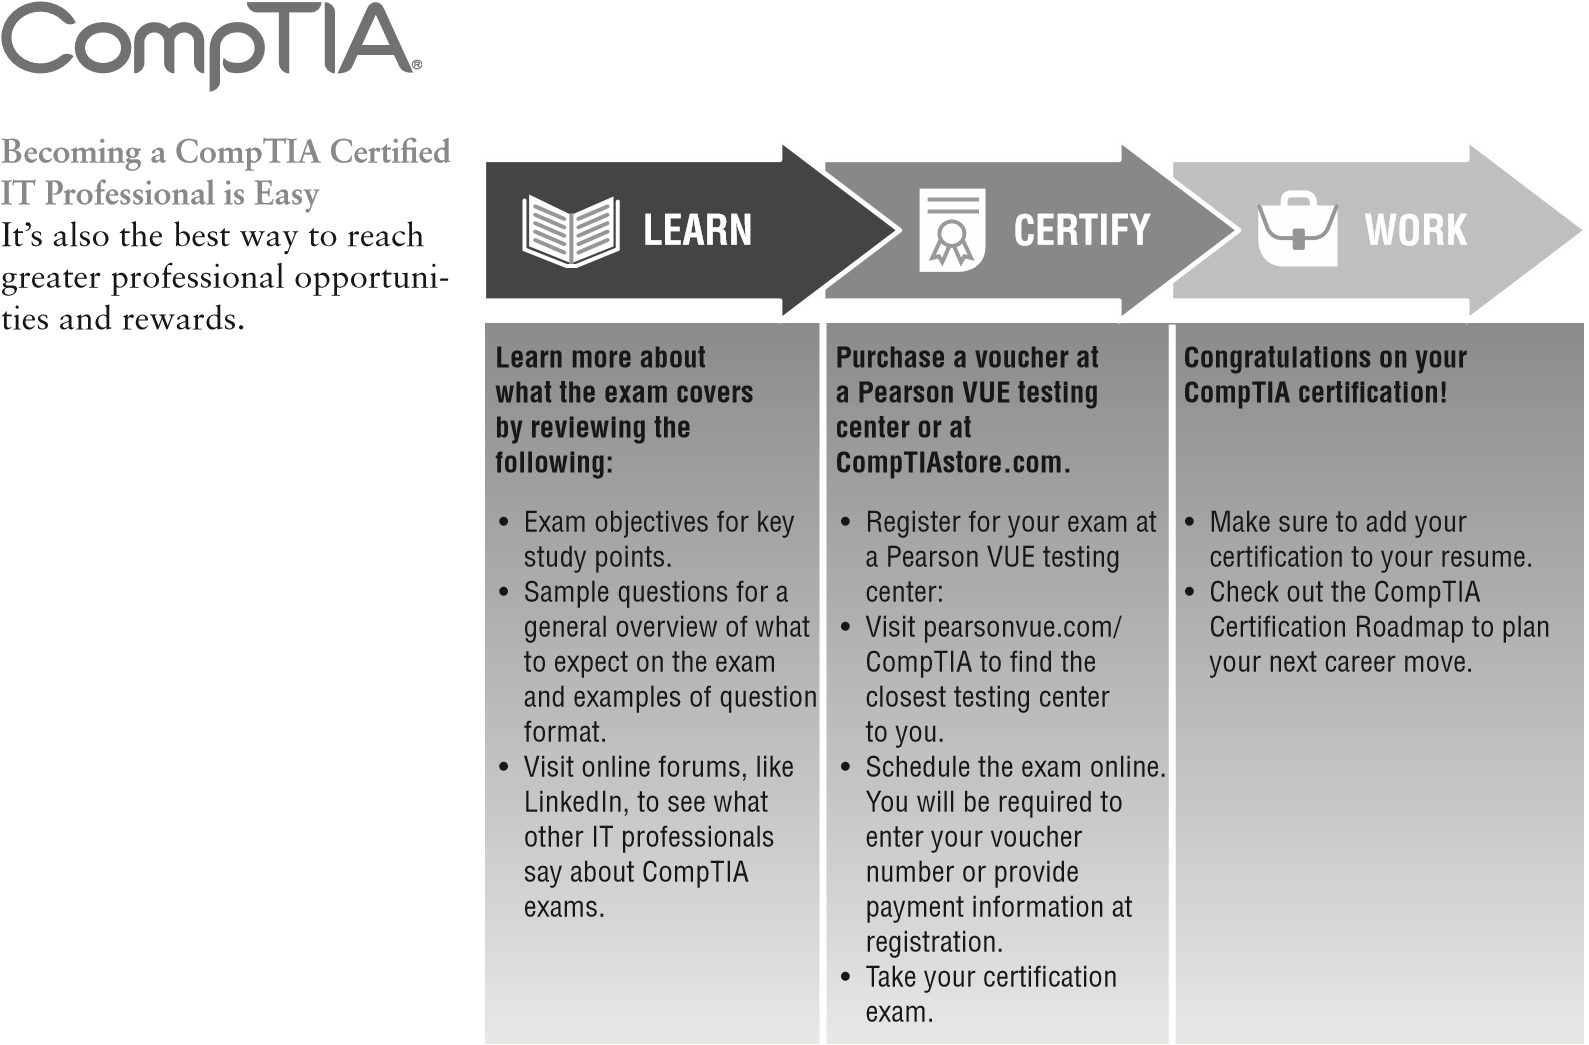 CompTIA®
Becoming a CompTIA Certified
IT Professional is Easy
It’s also the best way to reach
greater professional opportuni-
ties and rewards.
LEARN
Learn more about
what the exam covers
by reviewing the
following:
• Exam objectives for key
study points.
• Sample questions for a
general overview of what
to expect on the exam
and examples of question
format.
• Visit online forums, like
LinkedIn, to see what
other IT professionals
say about CompTIA
exams.
CERTIFY
Purchase a voucher at
a Pearson VUE testing
center or at
CompTIAstore.com.
• Register for your exam at
a Pearson VUE testing
center:
• Visit pearsonvue.com/
CompTIA to find the
closest testing center
to you.
• Schedule the exam online.
You will be required to
enter your voucher
number or provide
payment information at
registration.
• Take your certification
exam.
WORK
Congratulations on your
CompTIA certification!
• Make sure to add your
certification to your resume.
• Check out the CompTIA
Certification Roadmap to plan
your next career move.